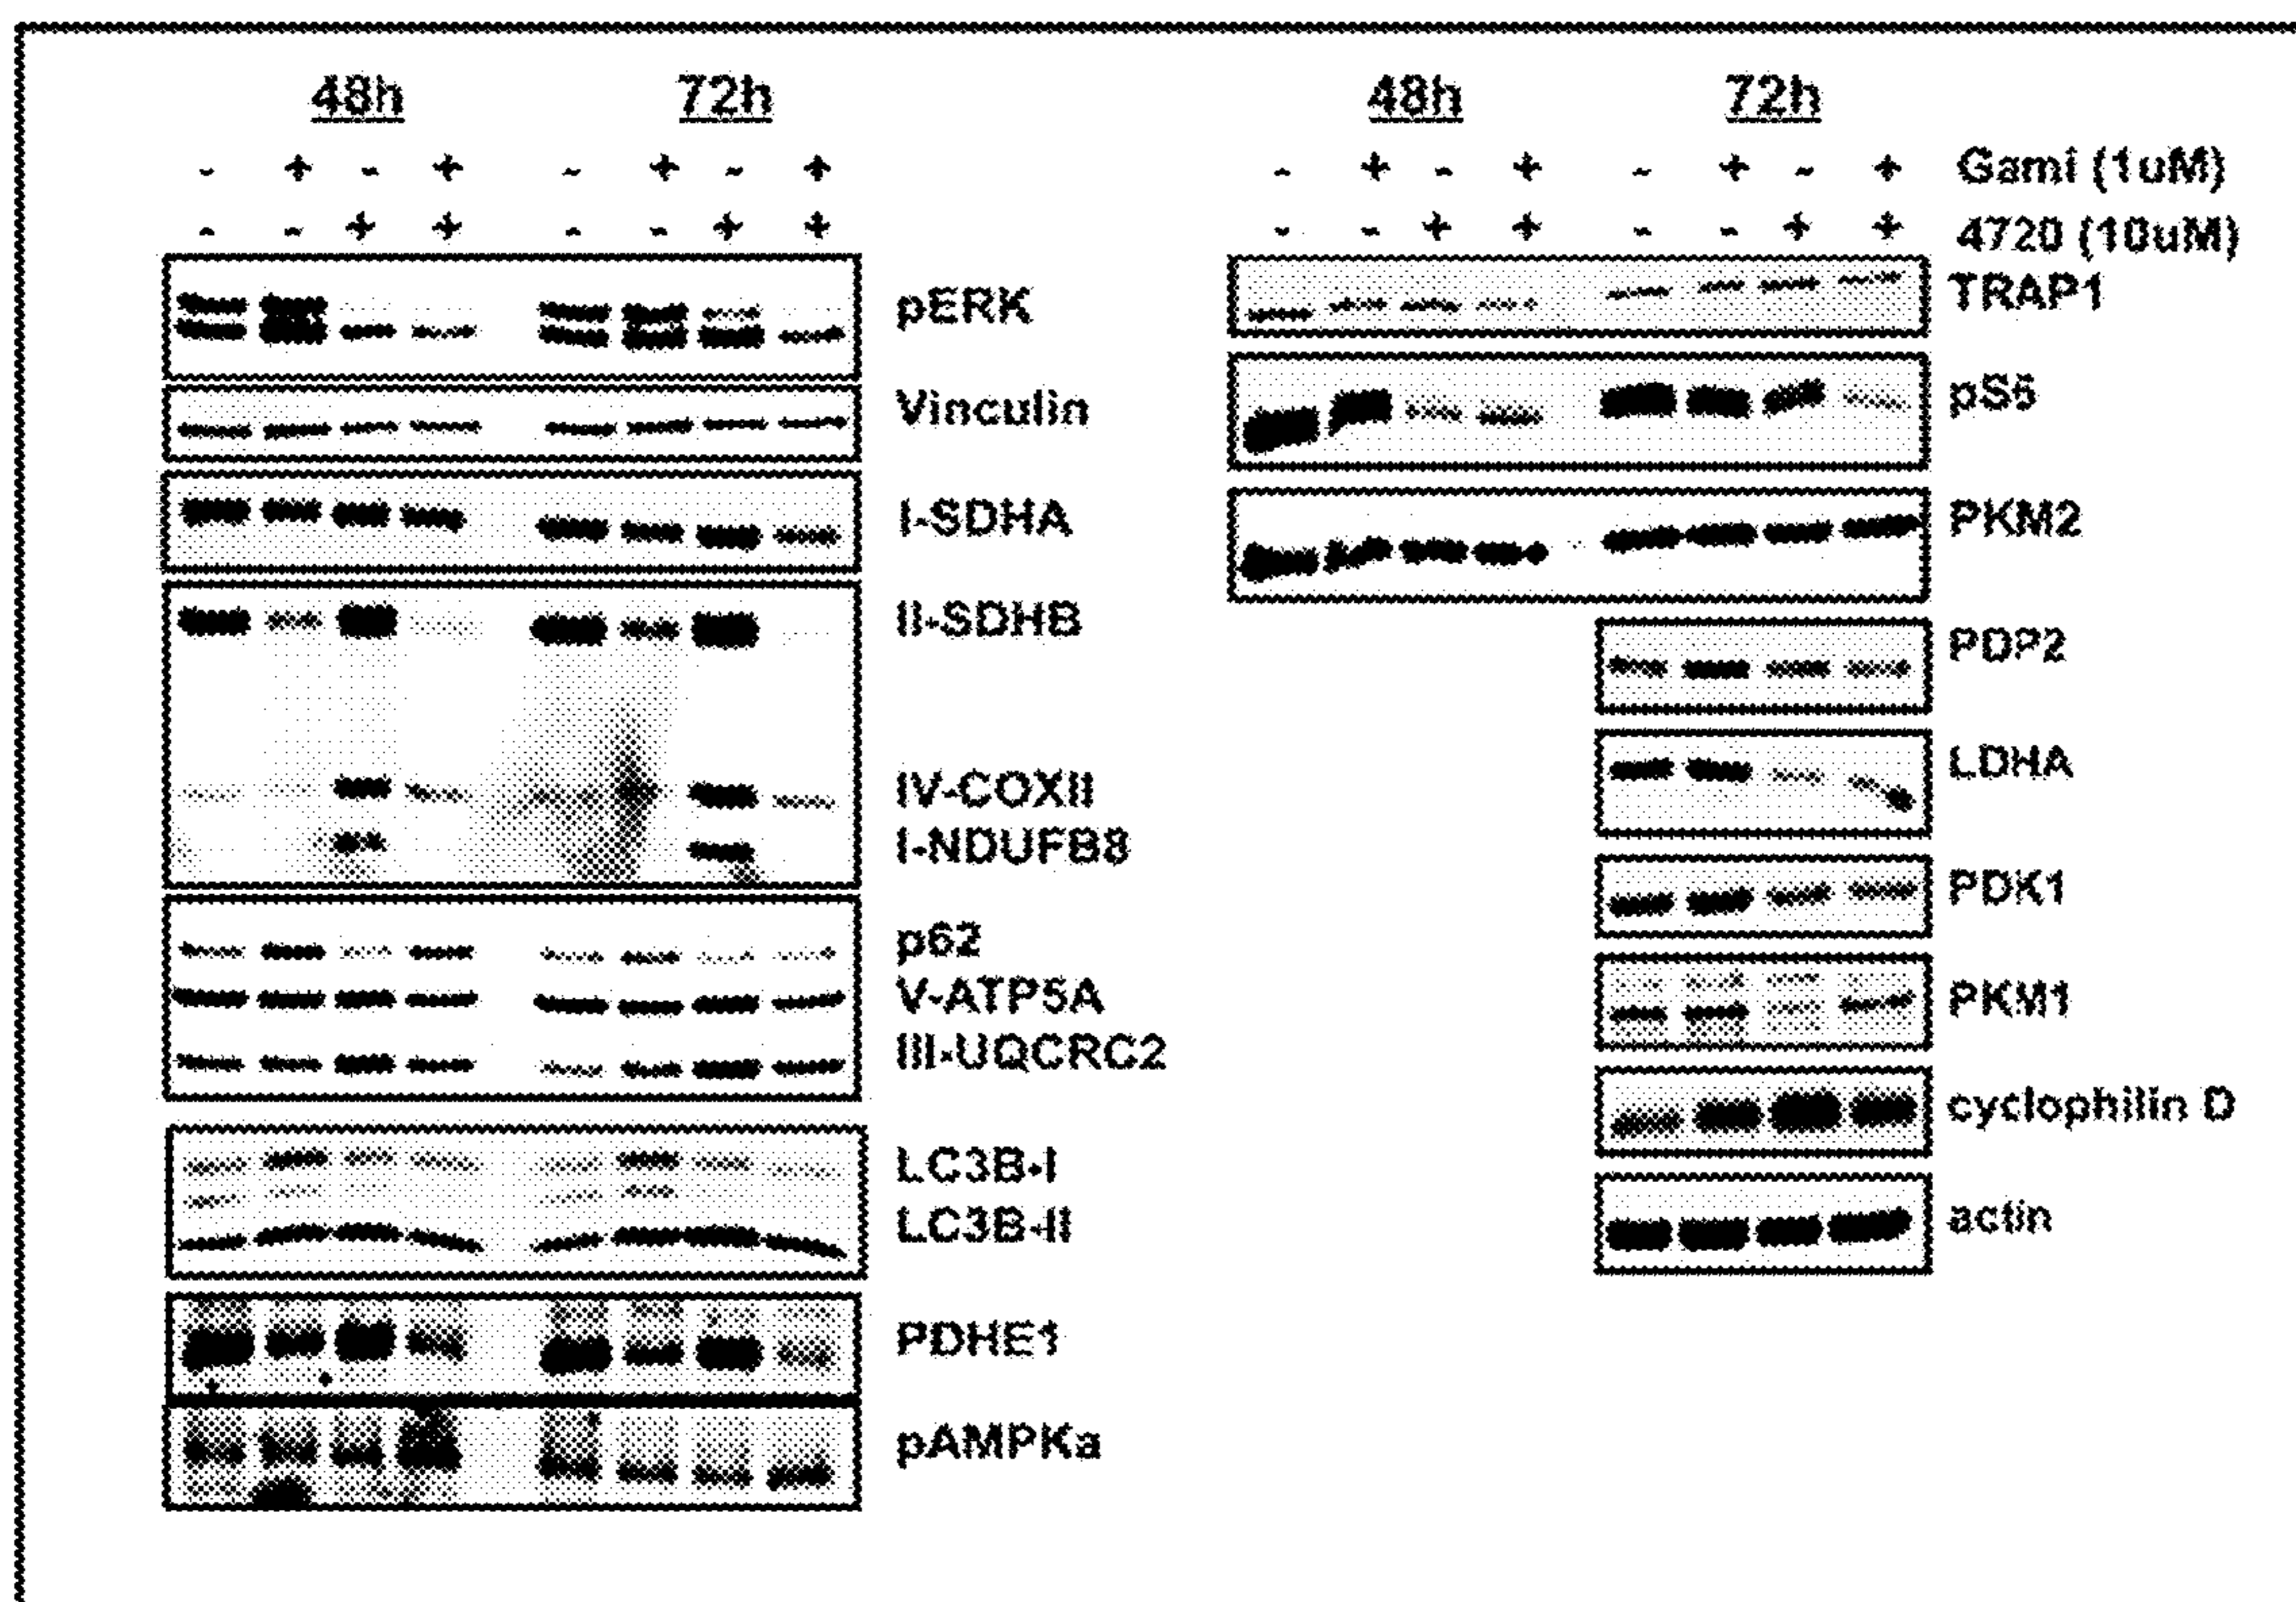 48h 72h
- + - + - + - +
- - + + - - + +
pERK
Vinculin
I-SDHA
II-SDHB
IV-COXII
I-NDUFB8
p62
V-ATP5A
III-UQCRC2
LC3B-I
LC3B-II
PDHE1
pAMPKa
48h 72h
- + - + - + - + Gami (1uM)
- - + + - - + + 4720 (10uM)
TRAP1
pS6
PKM2
PDP2
LDHA
PDK1
PKM1
cyclophilin D
actin